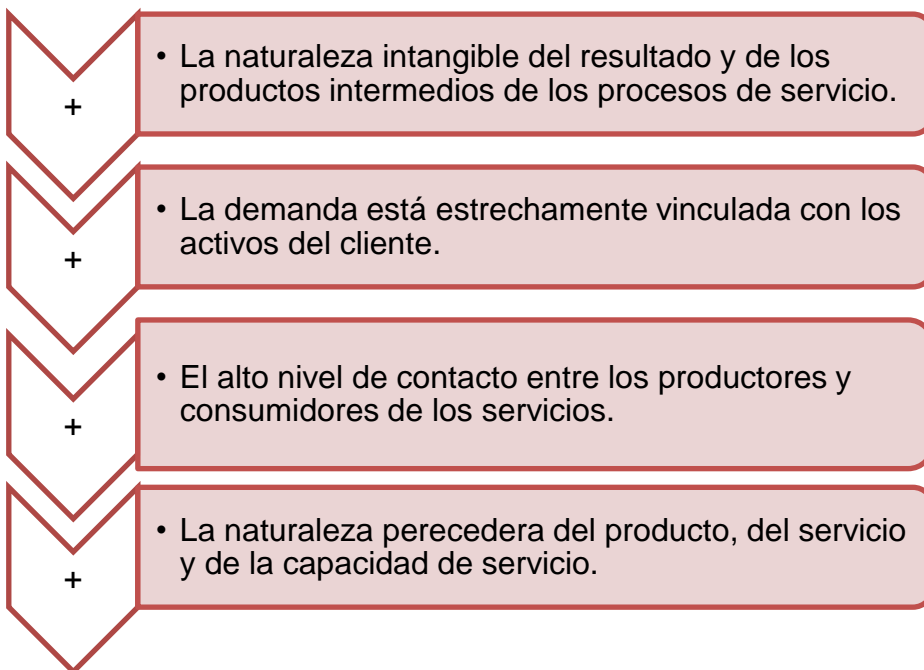 +
• La naturaleza intangible del resultado y de los
productos intermedios de los procesos de servicio.
+
• La demanda está estrechamente vinculada con los
activos del cliente.
+
• El alto nivel de contacto entre los productores y
consumidores de los servicios.
+
• La naturaleza perecedera del producto, del servicio
y de la capacidad de servicio.